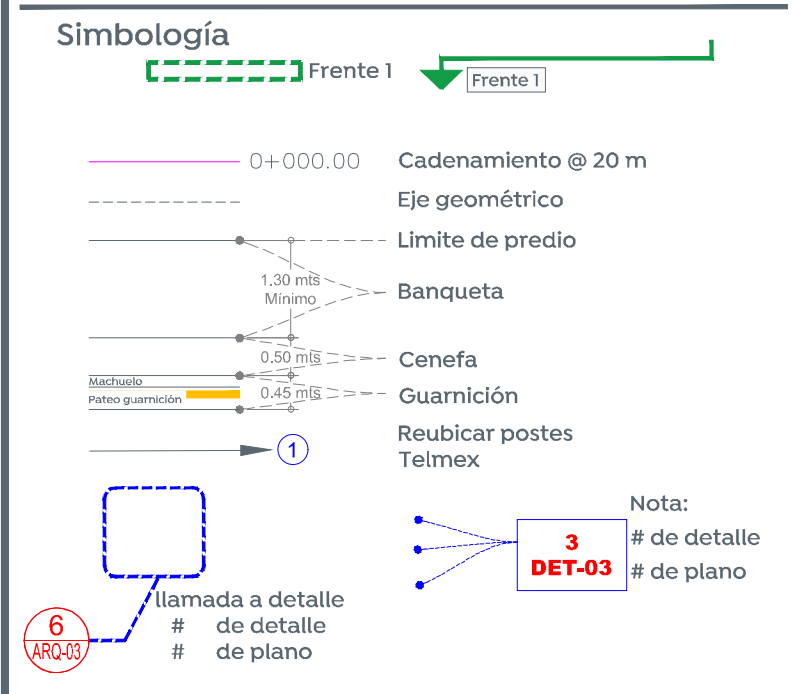 Simbología
Frente 1
Frente 1
0+000.00 Cadenamiento @ 20 m
Eje geométrico
Limite de predio
1.30 mts
Mínimo
Banqueta
0.50 mts Cenefa
Machuelo
Pateo guarnición 0.45 mts Guarnición
Reubicar postes
Telmex
1
Nota:
3 # de detalle
DET-03 # de plano
llamada a detalle
6 # de detalle
ARQ-03 # de plano